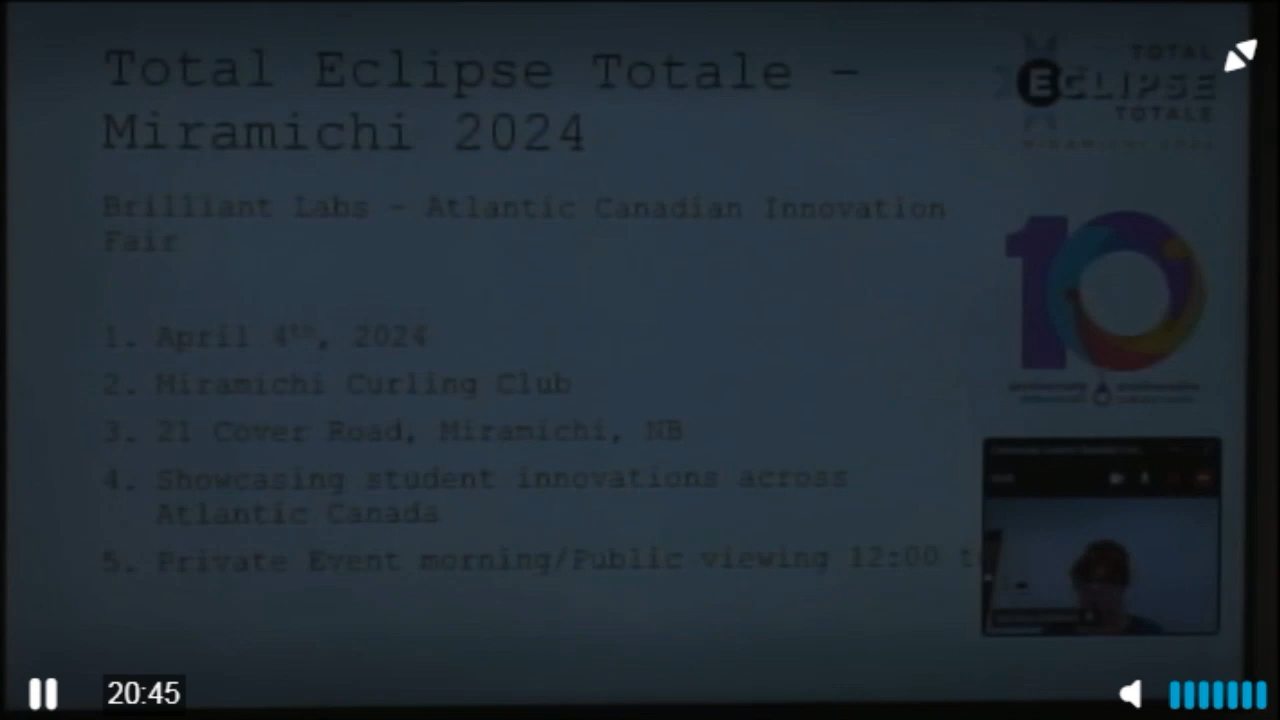 Total Eclipse Totale –
Miramichi 2024
TOTAL
ECLIPSE
TOTALE
MIRAMICHI 2024
Brilliant Labs – Atlantic Canadian Innovation
Fair
10
1. April 4th, 2024
2. Miramichi Curling Club
3. 21 Cover Road, Miramichi, NB
4. Showcasing student innovations across
Atlantic Canada
5. Private Event morning/Public viewing 12:00
20:45